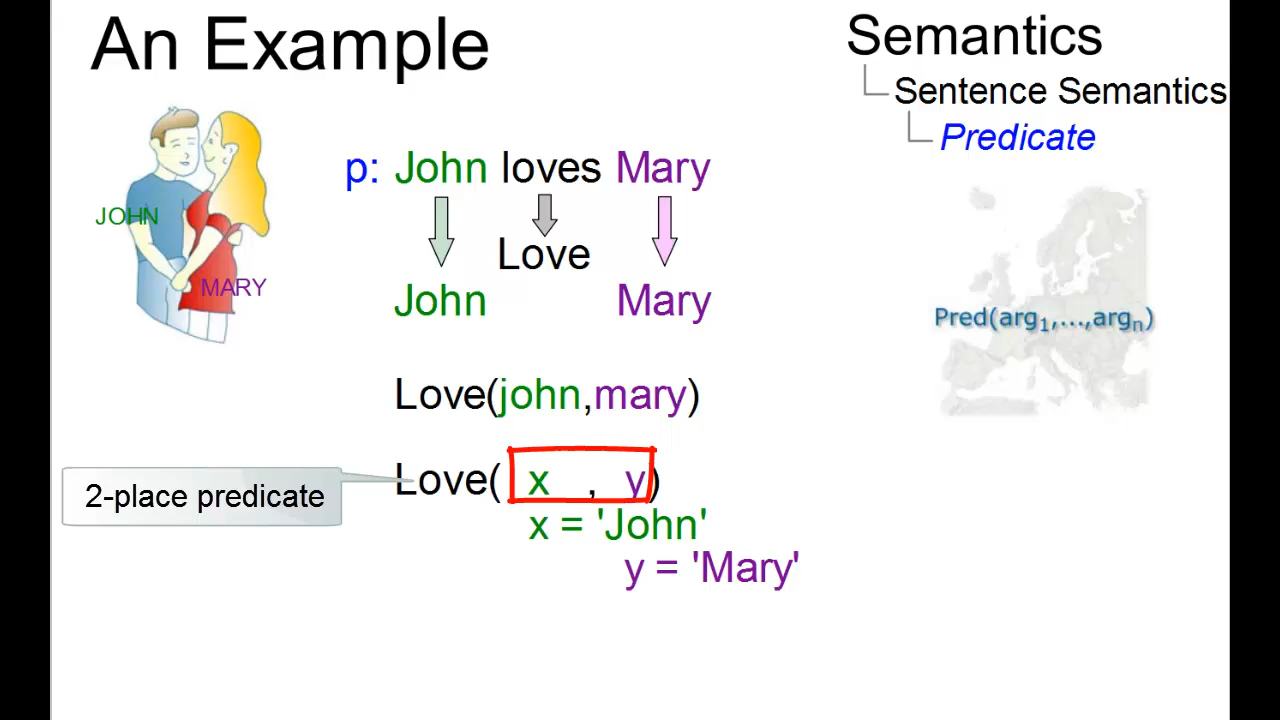 An Example
Semantics
Sentence Semantics
Predicate
JOHN
MARY
p: John loves Mary
Love
John Mary
Pred(arg1,...,argn)
Love(john,mary)
2-place predicate
Love( x , y)
x = 'John'
y = 'Mary'